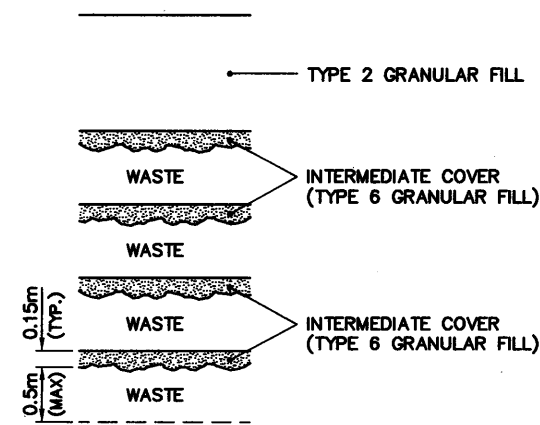 TYPE 2 GRANULAR FILL
WASTE
INTERMEDIATE COVER
(TYPE 6 GRANULAR FILL)
WASTE
0.15m
(TYP.)
WASTE
INTERMEDIATE COVER
(TYPE 6 GRANULAR FILL)
0.5m
(MAX)
WASTE